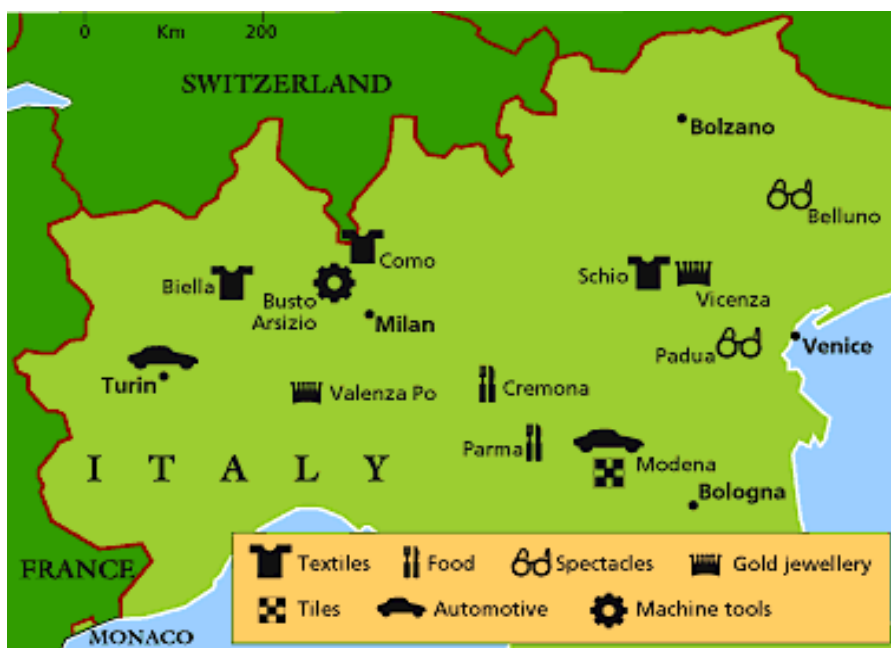 0 Km 200
SWITZERLAND
Bolzano
Belluno
Como
Biella
Busto
Arsizio
Schio
Vicenza
Milan
Padua
Venice
Turin
Valenza Po
Cremona
Parma
Modena
I T A L Y
Bologna
FRANCE
Textiles Food Spectacles Gold jewellery
Tiles Automotive Machine tools
MONACO